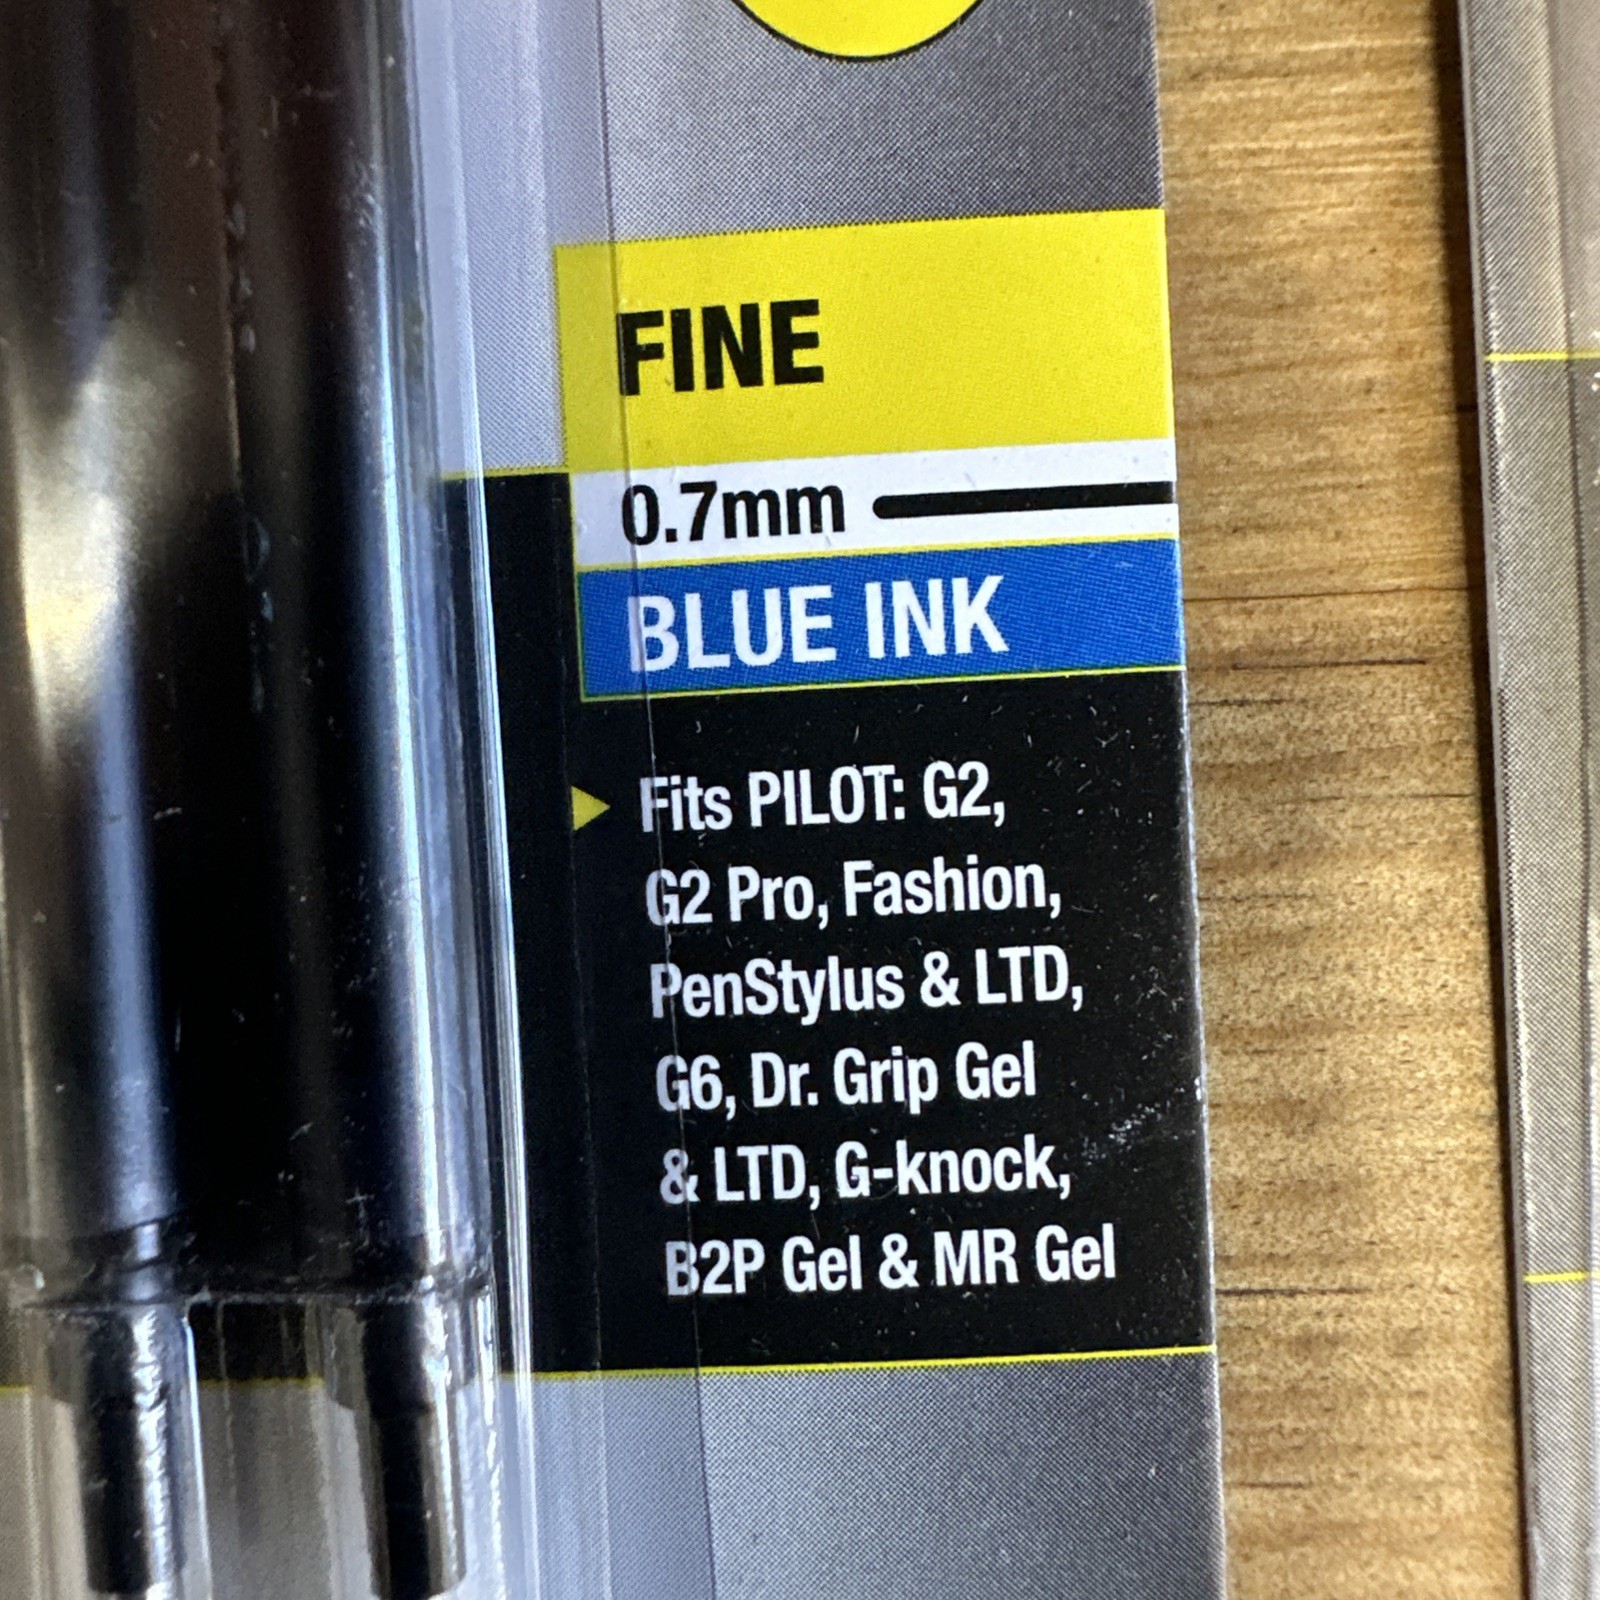 FINE
0.7mm
BLUE INK
Fits PILOT: G2,
G2 Pro, Fashion,
PenStylus & LTD,
G6, Dr. Grip Gel
& LTD, G-knock,
B2P Gel & MR Gel